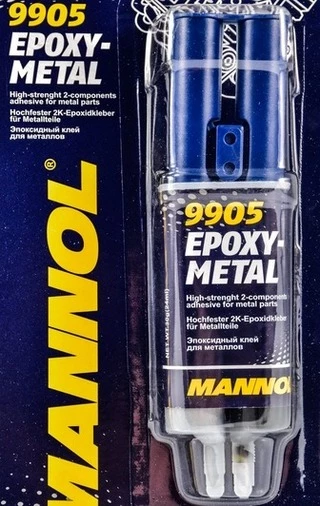 9905
EPOXY-
METAL
High-strenght 2-components
adhesive for metal parts
Hochfester 2K-Epoxidkleber
für Metallteile
Эпоксидный клей
для металлов
MANNOL®
9905
EPOXY-
METAL
High-strenght 2-components
adhesive for metal parts
Hochfester 2K-Epoxidkleber
für Metallteile
Эпоксидный клей
для металлов
MANNOL